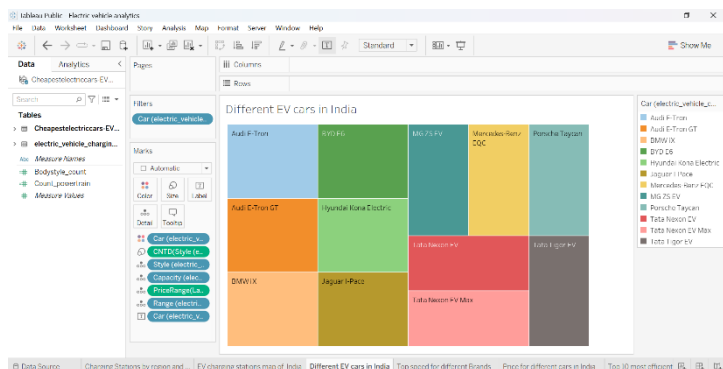 Tableau Public - Electric vehicle analytics
File Data Worksheet Dashboard Story Analysis Map Format Server Window Help
Standard
Show Me
Data Analytics
Cheapestelectriccars-EV...
Search
Tables
Cheapestelectriccars-EV...
electric_vehicle_chargin...
Abc Measure Names
Bodystyle_count
Count_powertrain
Measure Values
Pages
Filters
Car (electric_vehicle...
Marks
Automatic
Color Size Label
Detail Tooltip
Car (electric_v...
CNTD(Style (e...
Style (electric_...
Capacity (elec...
PriceRange(La...
Range (electri...
Car (electric_v...
Columns
Rows
Different EV cars in India
Audi E-Tron
BYD E6
MG ZS EV
Mercedes-Benz
EQC
Porsche Taycan
Audi E-Tron GT
Hyundai Kona Electric
Tata Nexon EV
Tata Tigor EV
BMW IX
Jaguar I-Pace
Tata Nexon EV Max
Car (electric_vehicle_c...
Audi E-Tron
Audi E-Tron GT
BMW IX
BYD E6
Hyundai Kona Electric
Jaguar I-Pace
Mercedes-Benz EQC
MG ZS EV
Porsche Taycan
Tata Nexon EV
Tata Nexon EV Max
Tata Tigor EV
Data Source Charging Stations by region and ... EV charging stations map of India Different EV cars in India Top speed for different Brands Price for different cars in India Top 10 most efficient